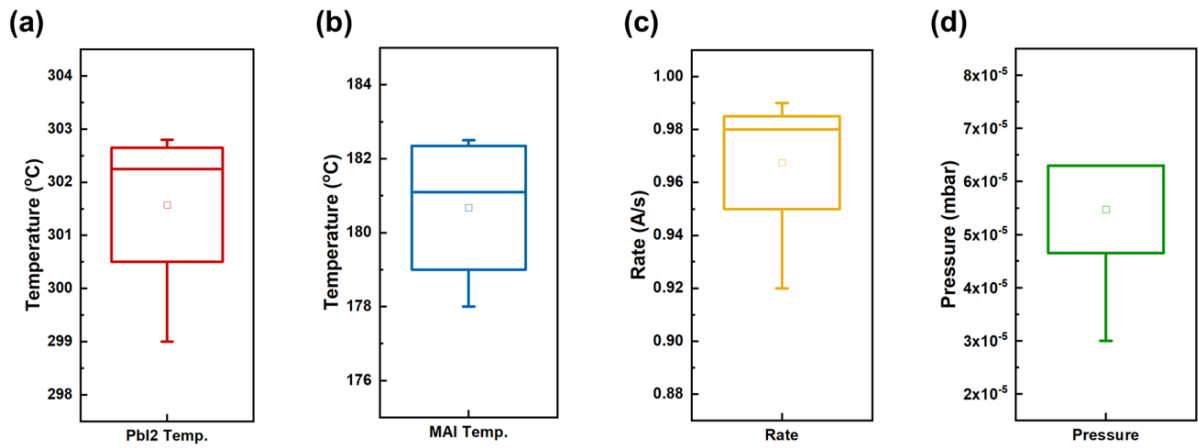 (a)
Temperature (°C)
304
303
302
301
300
299
298
PbI2 Temp.
(b)
Temperature (°C)
184
182
180
178
176
MAI Temp.
(c)
Rate (A/s)
1.00
0.98
0.96
0.94
0.92
0.90
0.88
Rate
(d)
Pressure (mbar)
8x10⁻⁵
7x10⁻⁵
6x10⁻⁵
5x10⁻⁵
4x10⁻⁵
3x10⁻⁵
2x10⁻⁵
Pressure